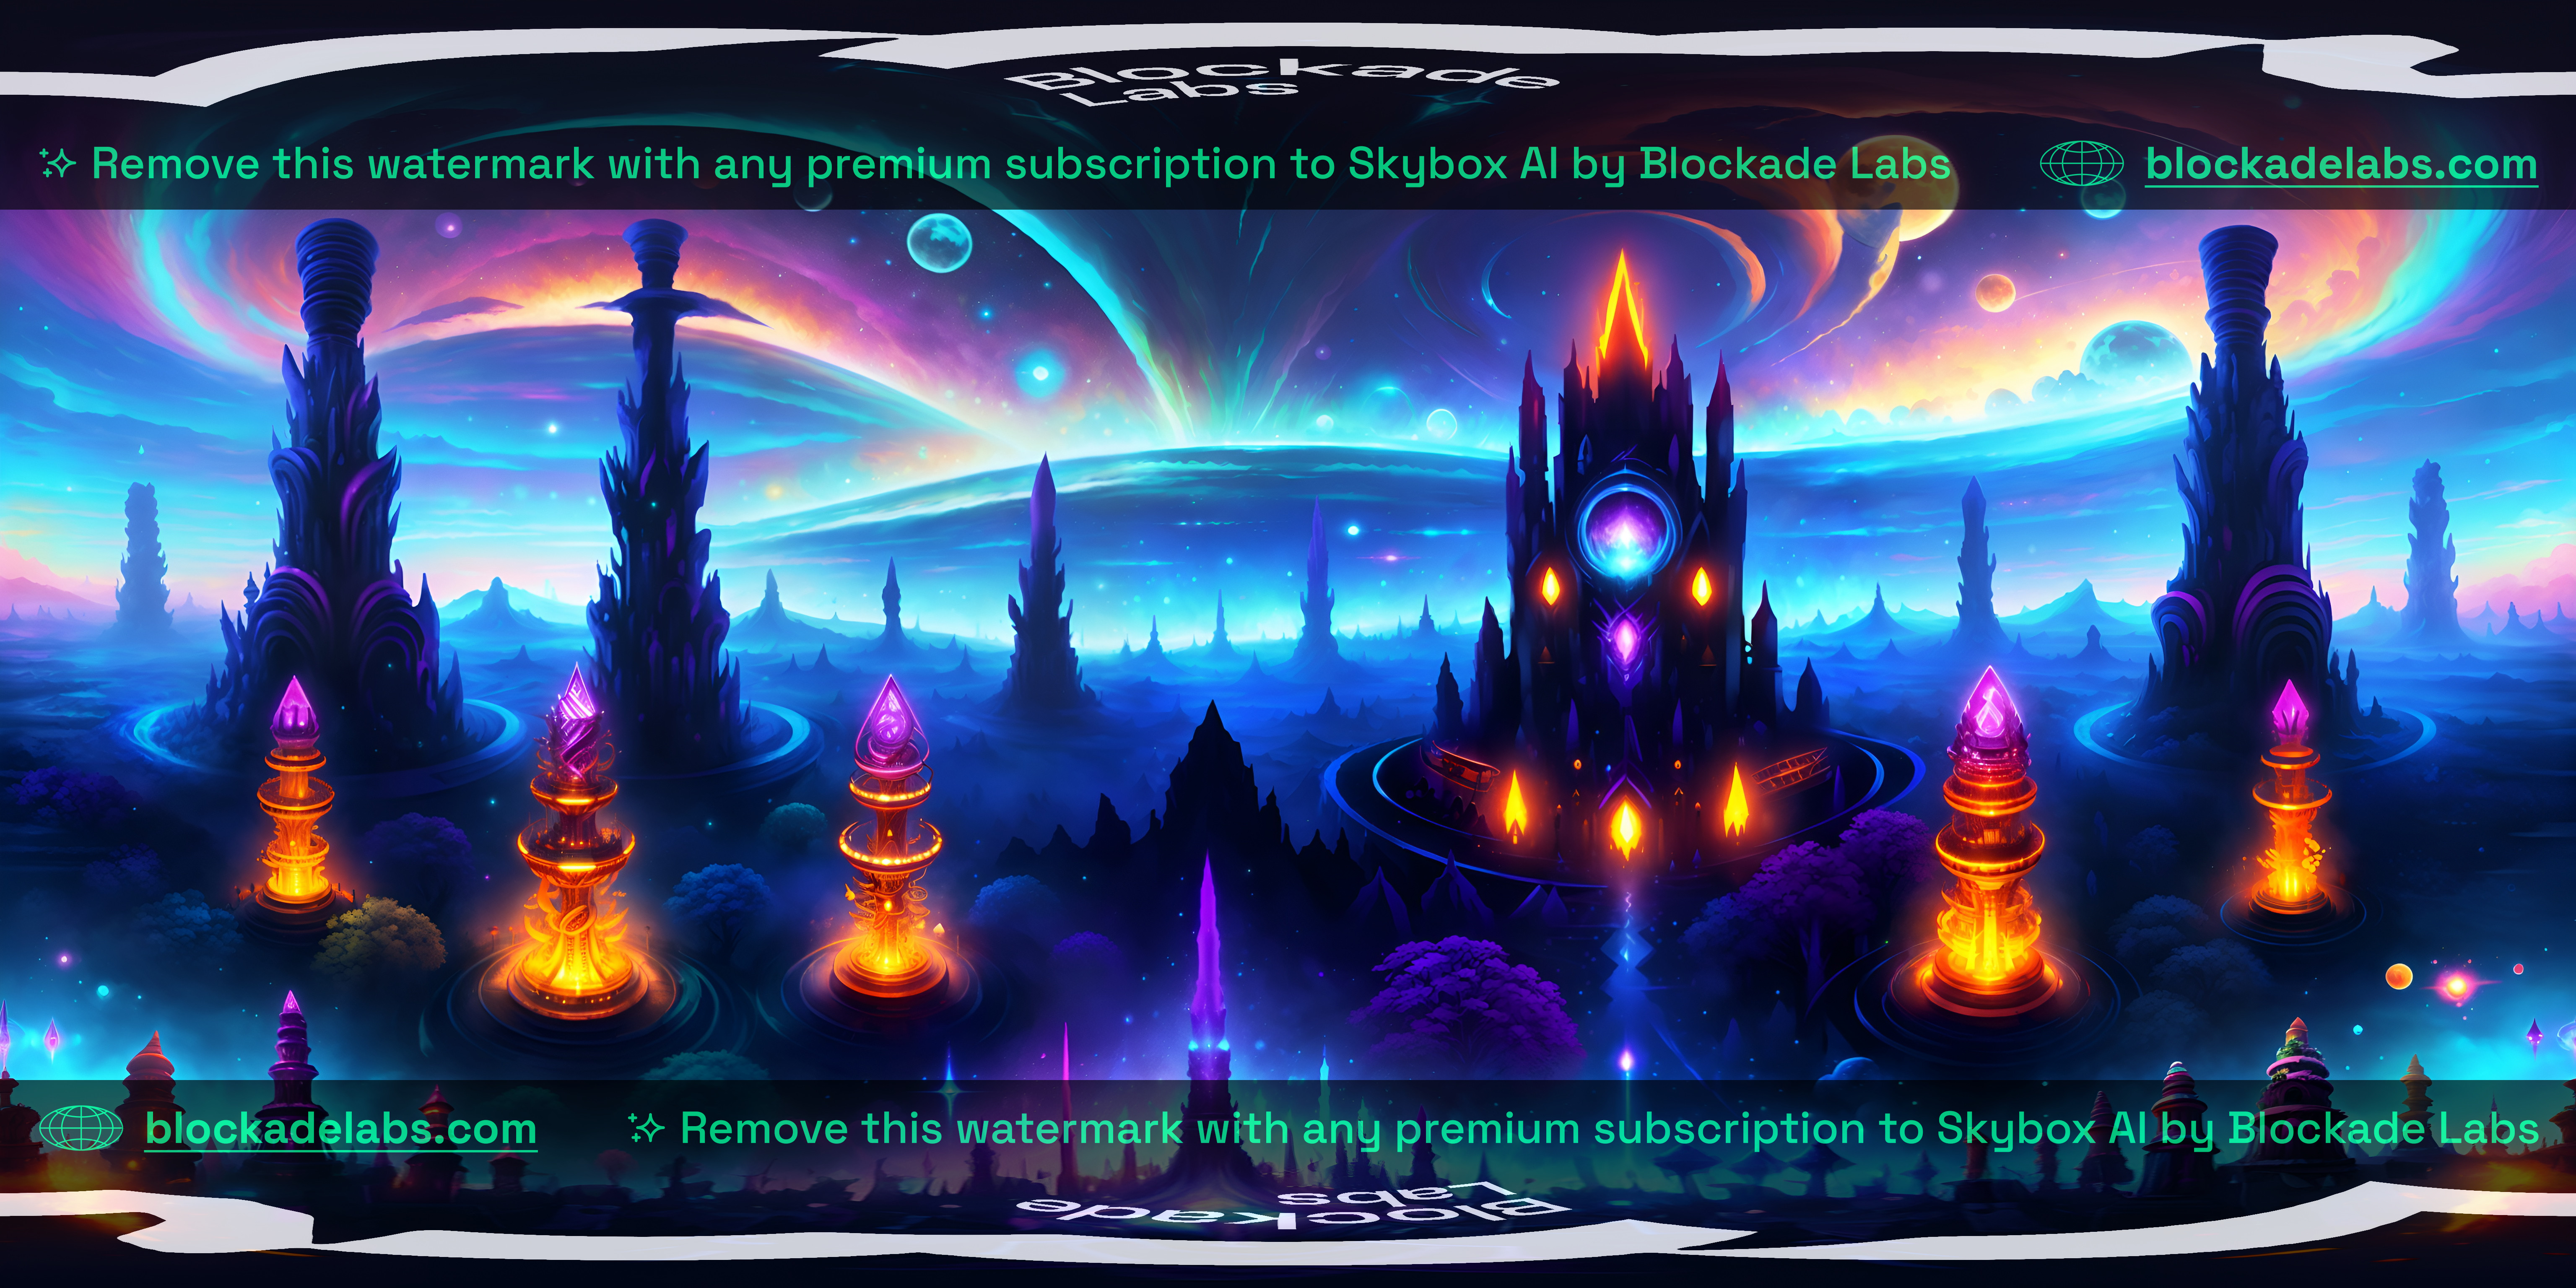 Blockade
Labs
Remove this watermark with any premium subscription to Skybox AI by Blockade Labs
blockadelabs.com
blockadelabs.com
Remove this watermark with any premium subscription to Skybox AI by Blockade Labs
Labs
Blockade